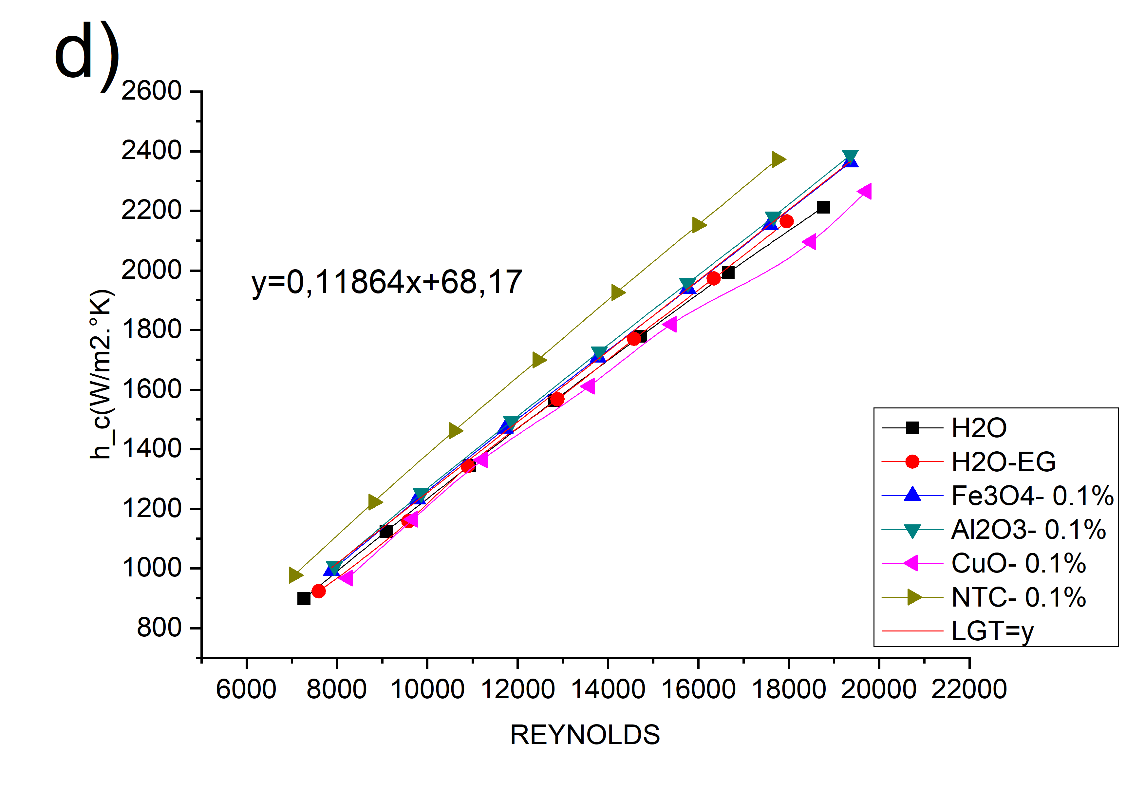 d)
2600
2400
2200
2000
1800
1600
1400
1200
1000
800
h_c(W/m2.°K)
y=0,11864x+68,17
H2O
H2O-EG
Fe3O4- 0.1%
Al2O3- 0.1%
CuO- 0.1%
NTC- 0.1%
LGT=y
6000 8000 10000 12000 14000 16000 18000 20000 22000
REYNOLDS